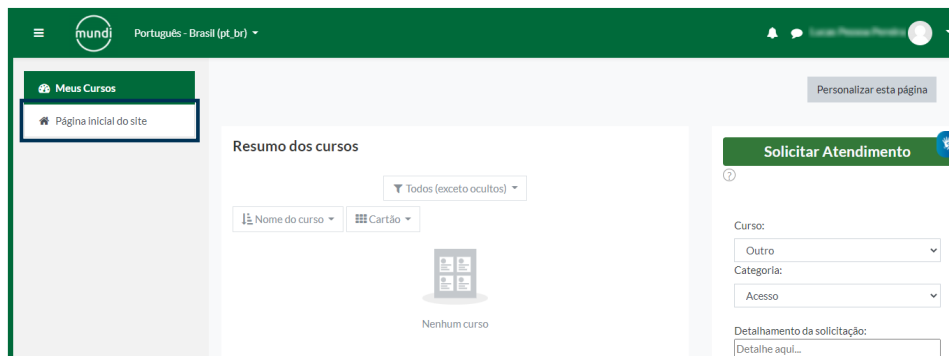 mundi
Português - Brasil (pt_br)
Meus Cursos
Página inicial do site
Personalizar esta página
Resumo dos cursos
Todos (exceto ocultos)
Nome do curso
Cartão
Nenhum curso
Solicitar Atendimento
?
Curso:
Outro
Categoria:
Acesso
Detalhamento da solicitação:
Detalhe aqui...